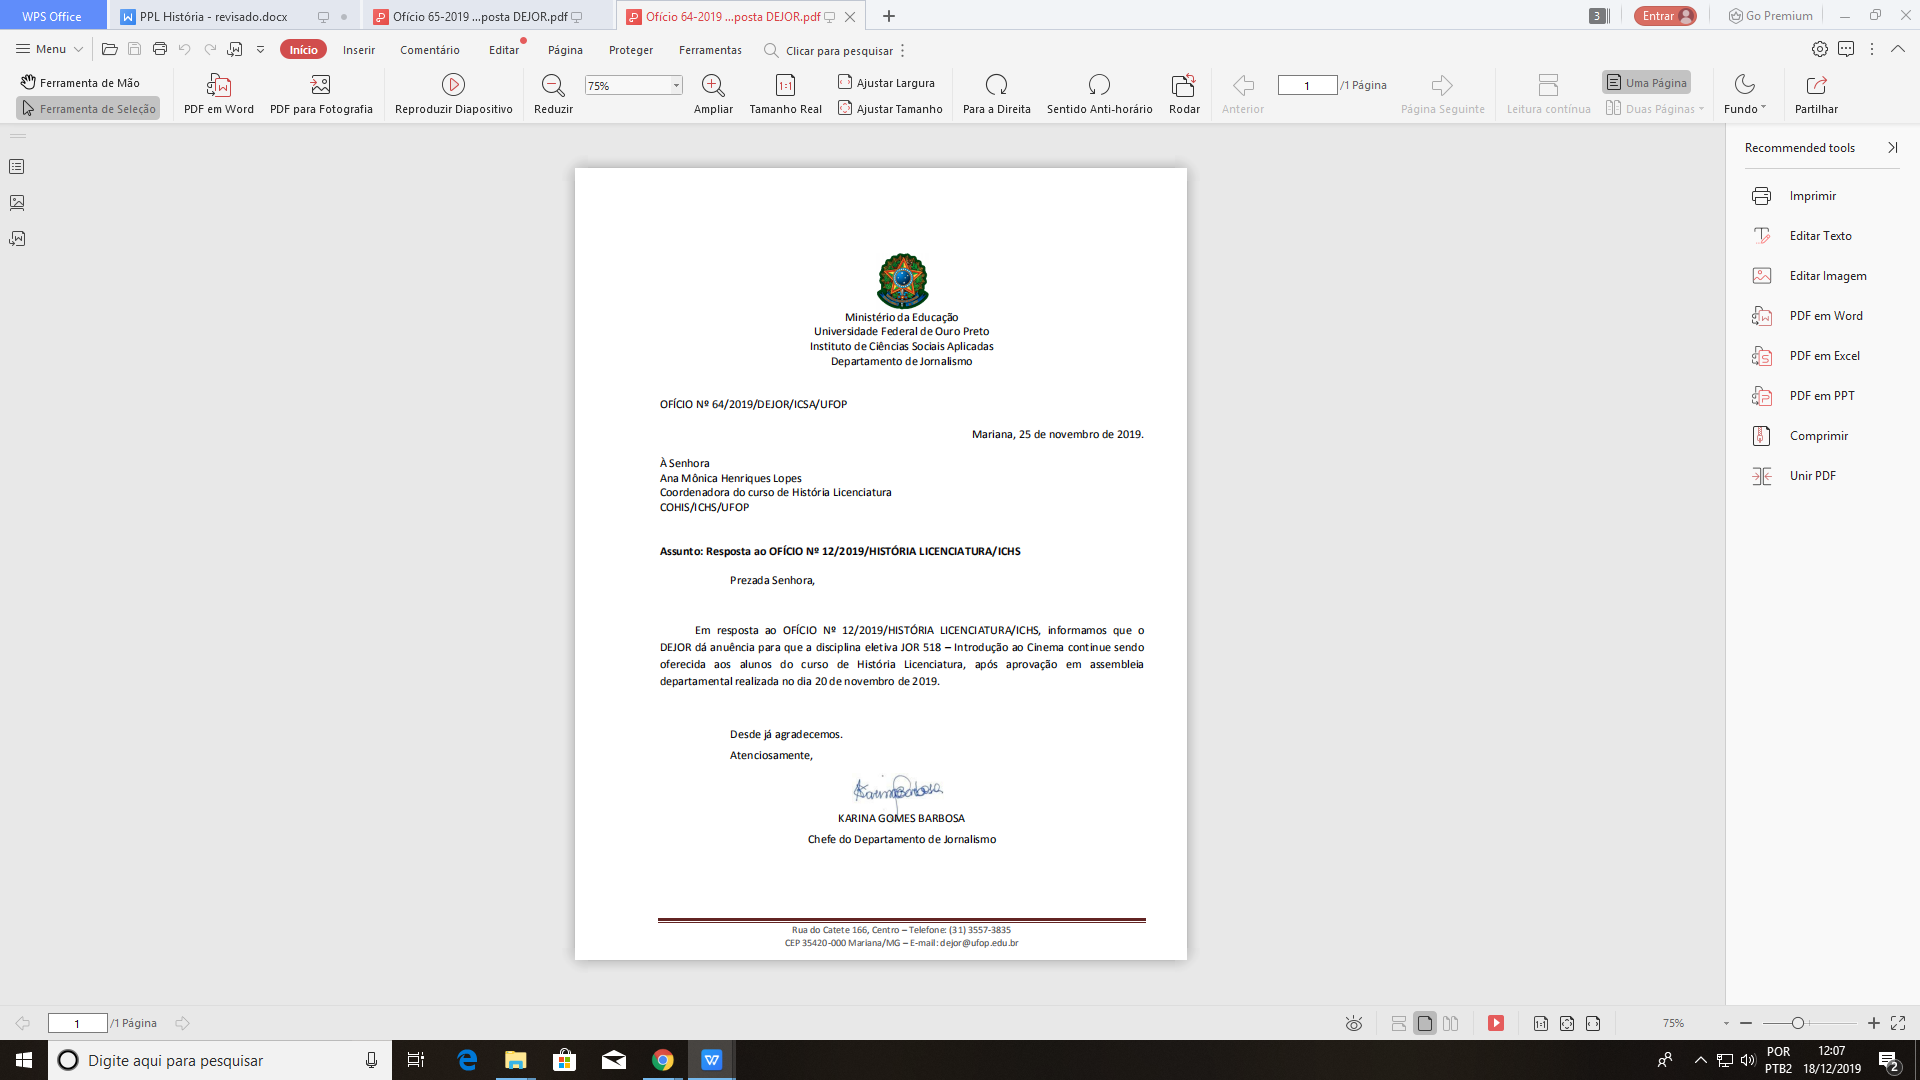 WPS Office
PPL História - revisado.docx
Ofício 65-2019 ...posta DEJOR.pdf
Ofício 64-2019 ...posta DEJOR.pdf
3
Entrar
Go Premium
Menu
Início
Inserir
Comentário
Editar
Página
Proteger
Ferramentas
Clicar para pesquisar
Ferramenta de Mão
Ferramenta de Seleção
PDF em Word
PDF para Fotografia
Reproduzir Diapositivo
Reduzir
75%
Ampliar
1:1
Tamanho Real
Ajustar Largura
Ajustar Tamanho
Para a Direita
Sentido Anti-horário
Rodar
Anterior
1 /1 Página
Página Seguinte
Leitura contínua
Uma Página
Duas Páginas
Fundo
Partilhar
Recommended tools
Imprimir
Editar Texto
Editar Imagem
PDF em Word
PDF em Excel
PDF em PPT
Comprimir
Unir PDF
Ministério da Educação
Universidade Federal de Ouro Preto
Instituto de Ciências Sociais Aplicadas
Departamento de Jornalismo
OFÍCIO Nº 64/2019/DEJOR/ICSA/UFOP
Mariana, 25 de novembro de 2019.
À Senhora
Ana Mônica Henriques Lopes
Coordenadora do curso de História Licenciatura
COHIS/ICHS/UFOP
Assunto: Resposta ao OFÍCIO Nº 12/2019/HISTÓRIA LICENCIATURA/ICHS
Prezada Senhora,
Em resposta ao OFÍCIO Nº 12/2019/HISTÓRIA LICENCIATURA/ICHS, informamos que o
DEJOR dá anuência para que a disciplina eletiva JOR 518 – Introdução ao Cinema continue sendo
oferecida aos alunos do curso de História Licenciatura, após aprovação em assembleia
departamental realizada no dia 20 de novembro de 2019.
Desde já agradecemos.
Atenciosamente,
KARINA GOMES BARBOSA
Chefe do Departamento de Jornalismo
Rua do Catete 166, Centro – Telefone: (31) 3557-3835
CEP 35420-000 Mariana/MG – E-mail: dejor@ufop.edu.br
1 /1 Página
1:1
75%
Digite aqui para pesquisar
POR
PTB2
12:07
18/12/2019
2